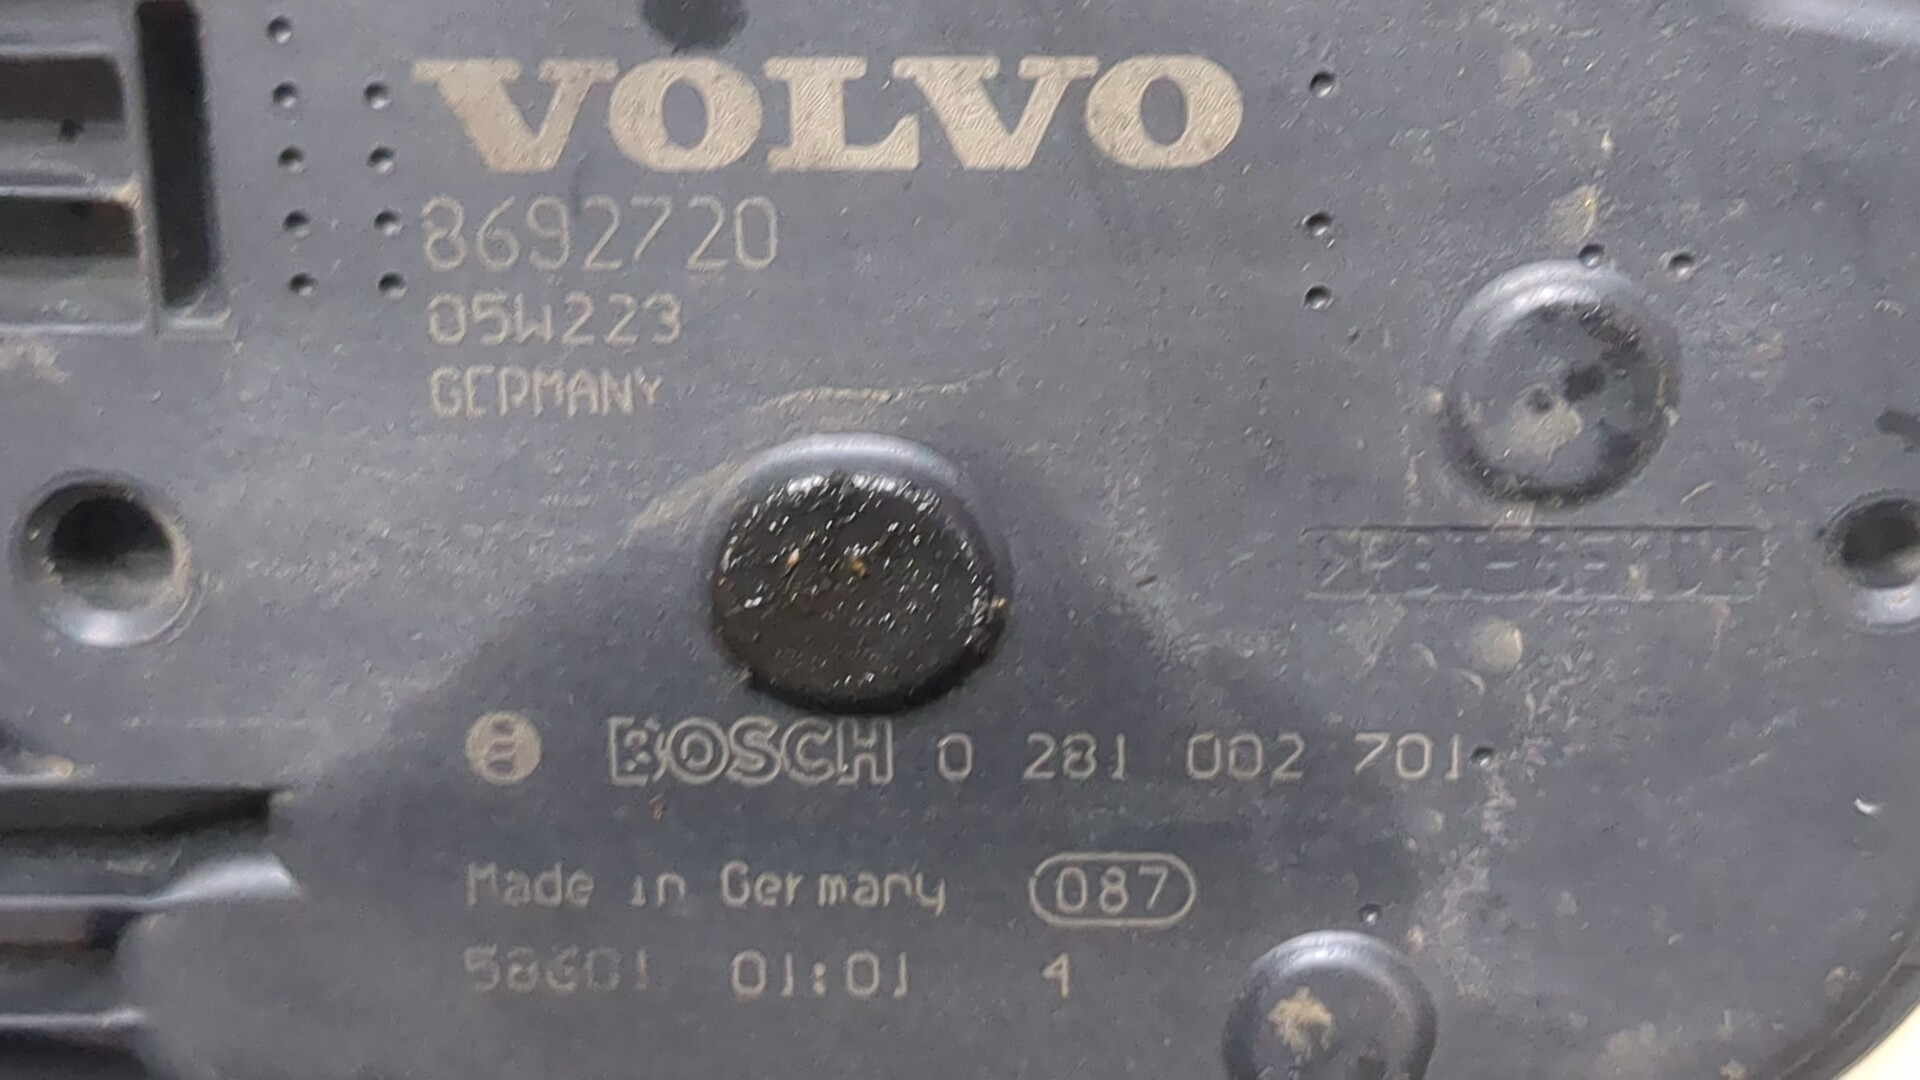 VOLVO
8692720
05W223
GERMANY
BOSCH 0 281 002 701
Made in Germany 087
58601 01:01 4